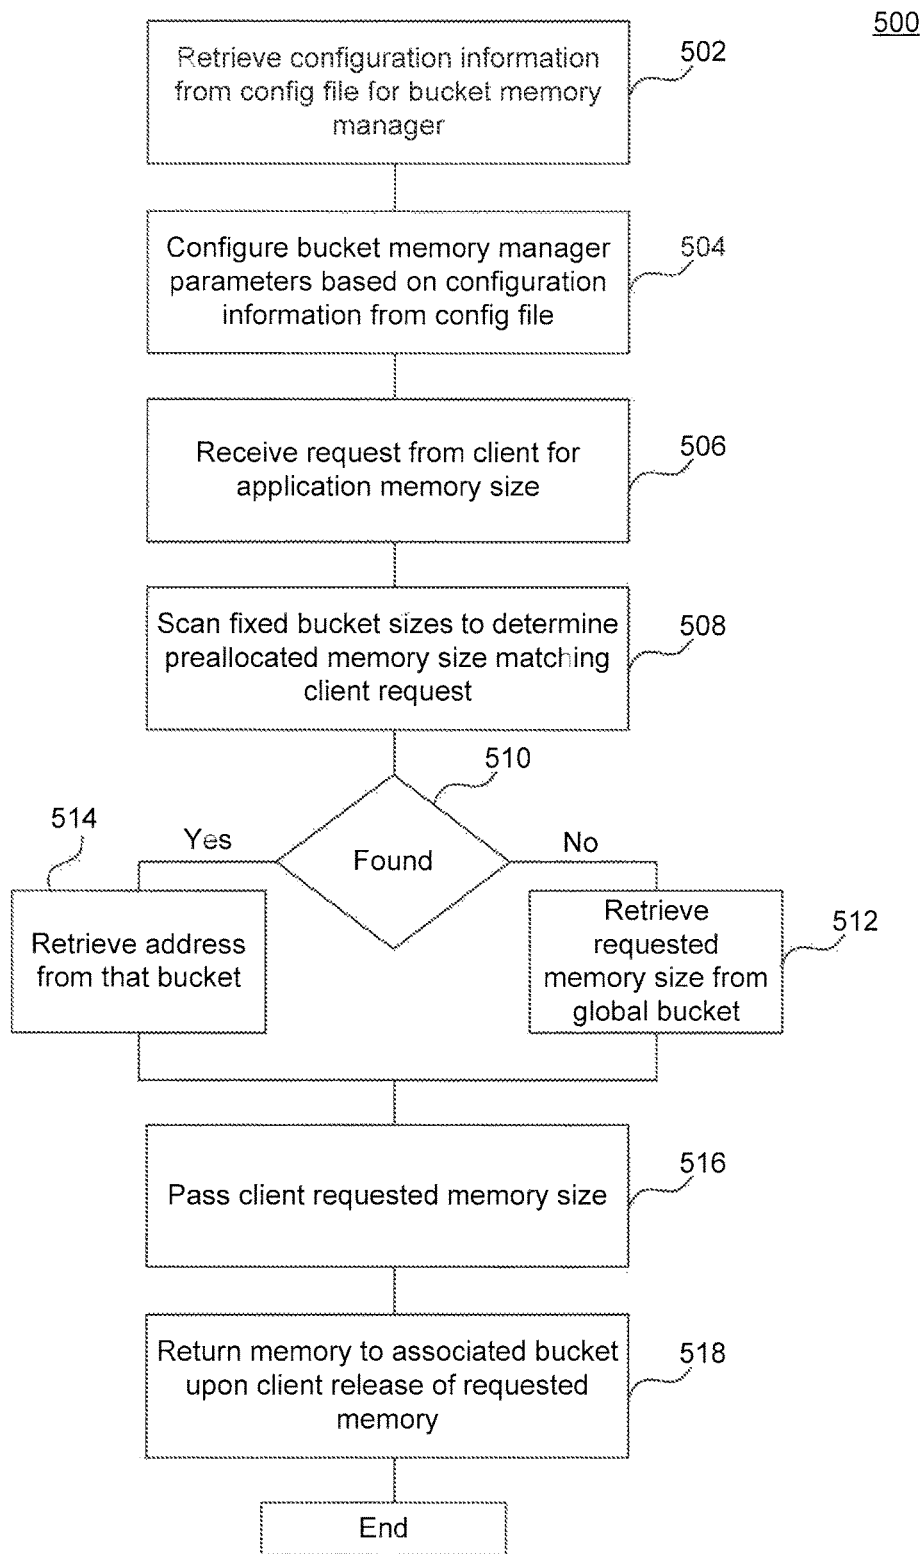 500
Retrieve configuration information
from config file for bucket memory
manager
502
Configure bucket memory manager
parameters based on configuration
information from config file
504
Receive request from client for
application memory size
506
Scan fixed bucket sizes to determine
preallocated memory size matching
client request
508
510
Found
Yes
No
514
Retrieve address
from that bucket
Retrieve
requested
memory size from
global bucket
512
Pass client requested memory size
516
Return memory to associated bucket
upon client release of requested
memory
518
End